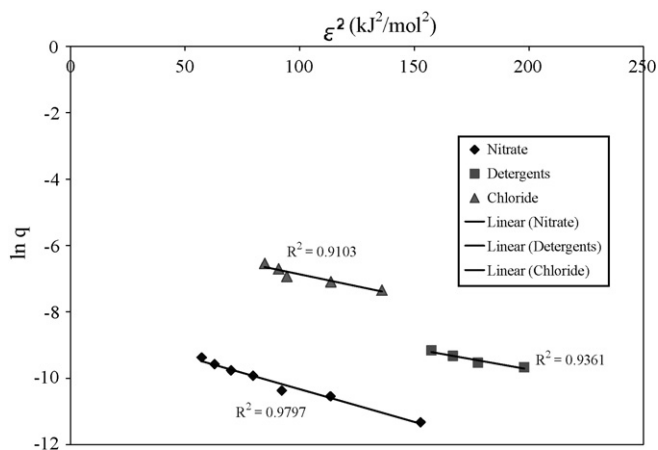 ε² (kJ²/mol²)
0
0
50
100
150
200
250
-2
-4
-6
-8
-10
-12
ln q
Nitrate
Detergents
Chloride
Linear (Nitrate)
Linear (Detergents)
Linear (Chloride)
R² = 0.9103
R² = 0.9361
R² = 0.9797